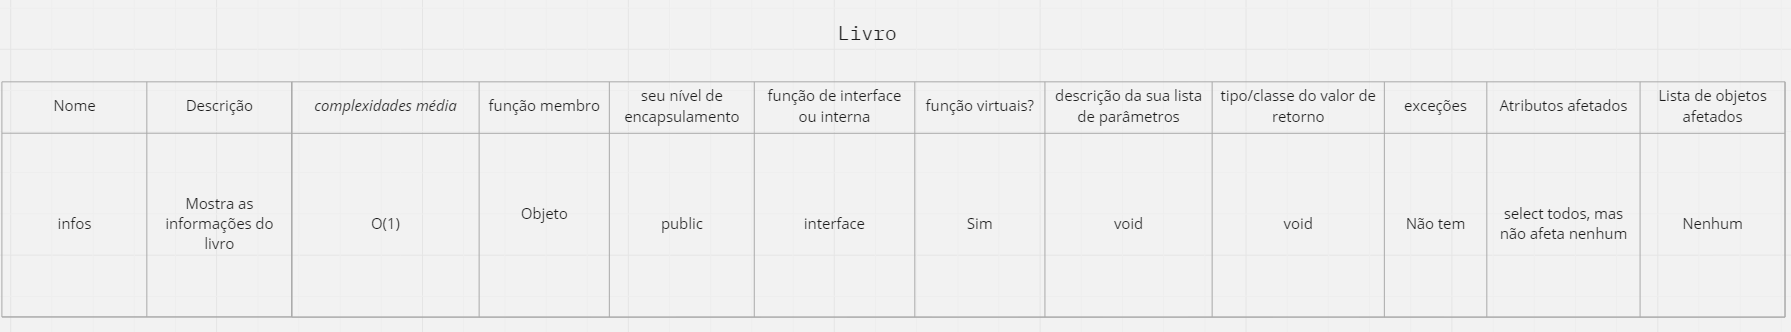 Livro
Nome
Descrição
complexidades média
função membro
seu nível de
encapsulamento
função de interface
ou interna
função virtuais?
descrição da sua lista
de parâmetros
tipo/classe do valor de
retorno
exceções
Atributos afetados
Lista de objetos
afetados
infos
Mostra as
informações do
livro
O(1)
Objeto
public
interface
Sim
void
void
Não tem
select todos, mas
não afeta nenhum
Nenhum